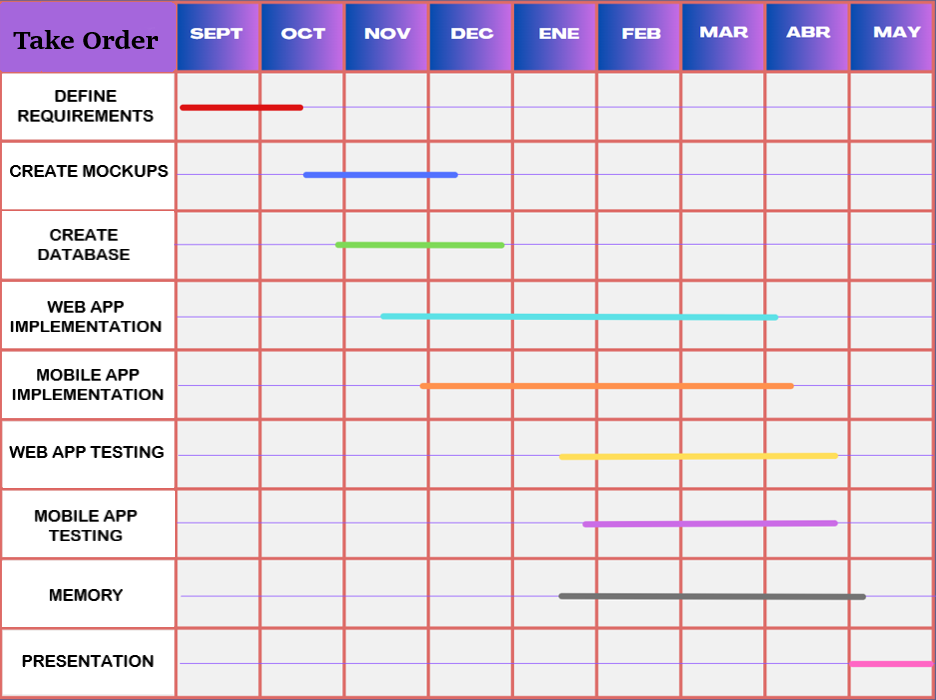 Take Order
SEPT OCT NOV DEC ENE FEB MAR ABR MAY
DEFINE
REQUIREMENTS
CREATE MOCKUPS
CREATE
DATABASE
WEB APP
IMPLEMENTATION
MOBILE APP
IMPLEMENTATION
WEB APP TESTING
MOBILE APP
TESTING
MEMORY
PRESENTATION